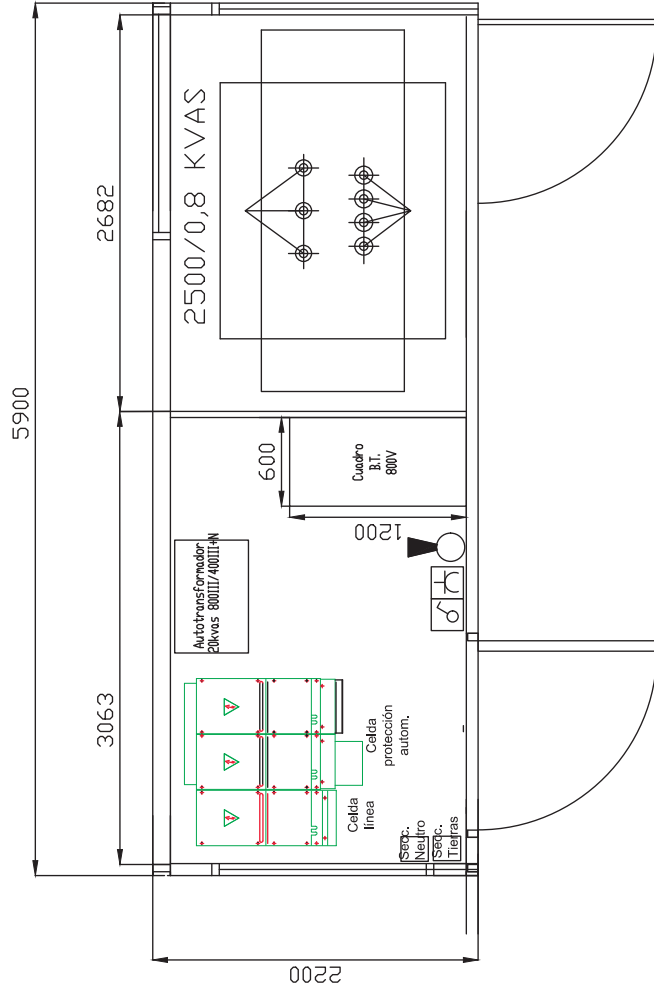 5900
2682
3063
2200
2500/0,8 KVAS
600
1200
Cuadro
B.T.
800V
Autotransformador
20kvas 800III/400III+N
Celda
protección
autom.
Celda
línea
Secc.
Neutro
Secc.
Tierras